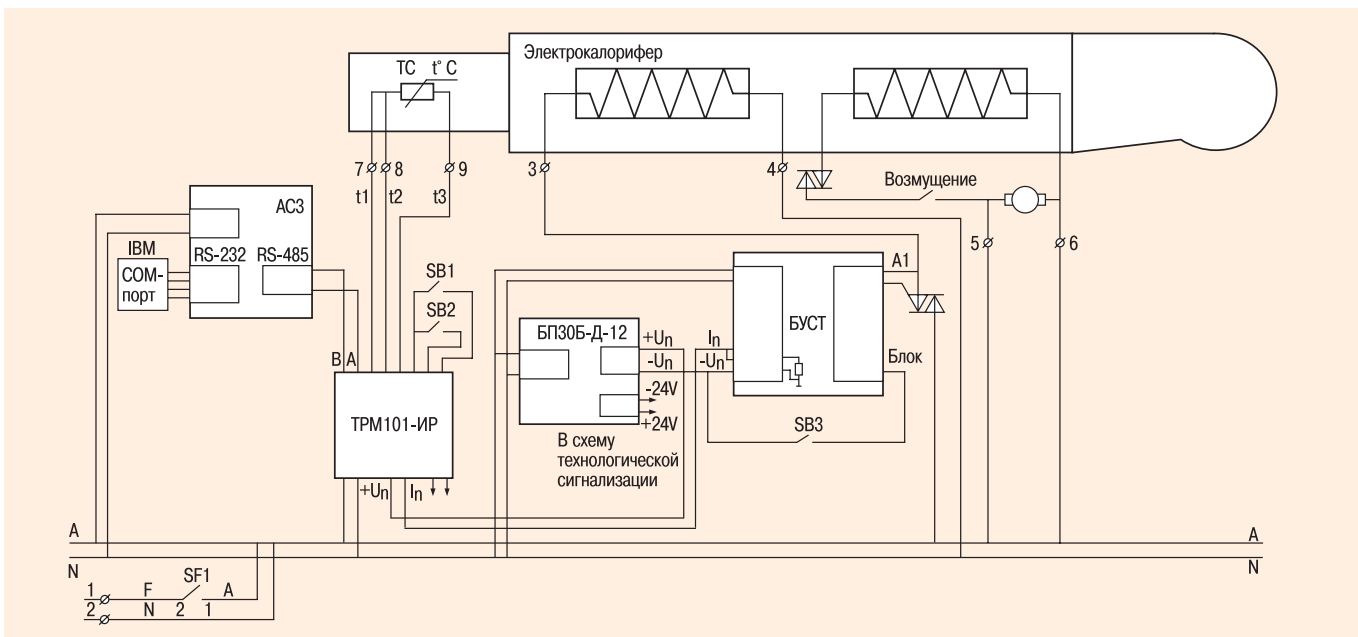 Электрокалорифер
ТС t° C
7 8 9
t1 t2 t3
3
4
Возмущение
5
6
АС3
RS-232 RS-485
IBM
COM-
порт
SB1
SB2
B A
ТРМ101-ИР
+Un In
БП30Б-Д-12
+Un
-Un
-24V
+24V
В схему
технологической
сигнализации
In
-Un
БУСТ
A1
Блок
SB3
A A
N N
1 F SF1 A
2 N 2 1